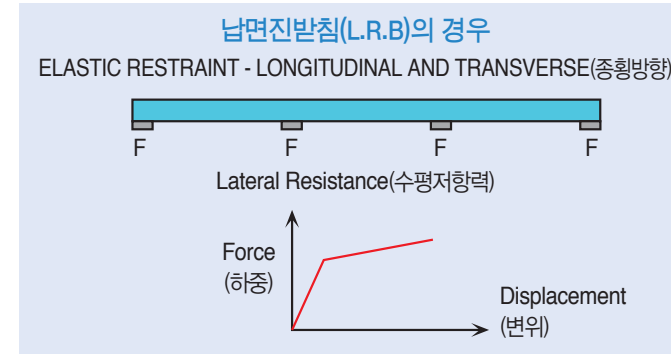 납면진받침(L.R.B)의 경우
ELASTIC RESTRAINT - LONGITUDINAL AND TRANSVERSE(종횡방향)
F F F F
Lateral Resistance(수평저항력)
Force
(하중)
Displacement
(변위)